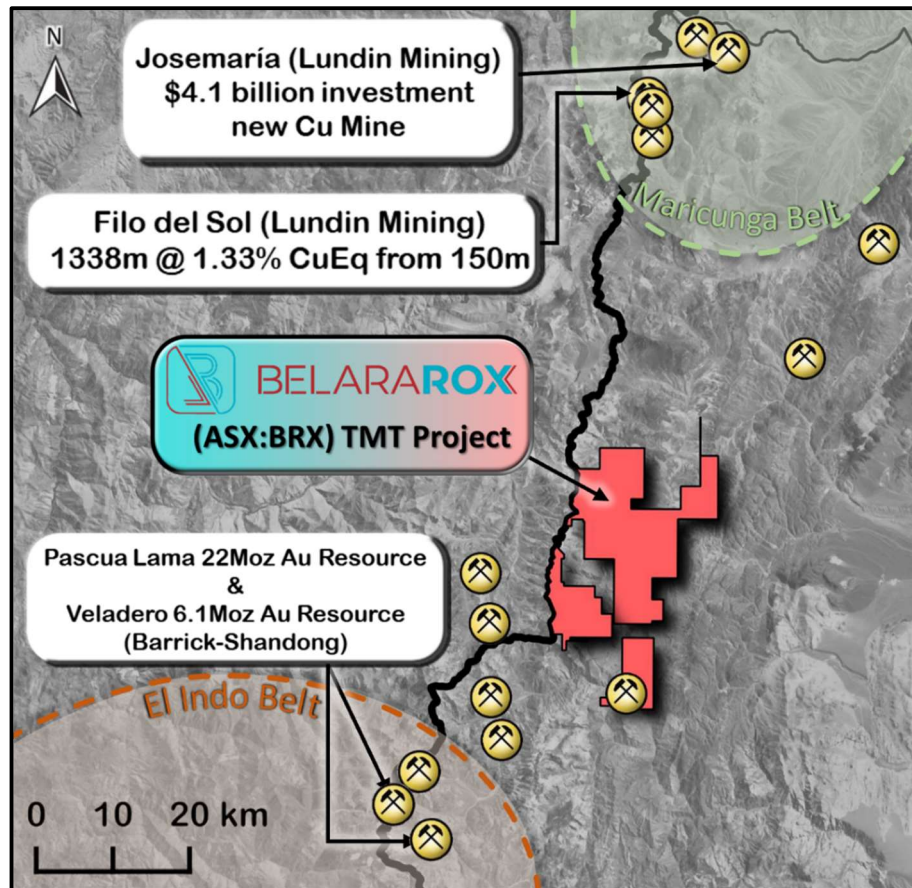 N
Josemaría (Lundin Mining)
$4.1 billion investment
new Cu Mine
Maricunga Belt
Filo del Sol (Lundin Mining)
1338m @ 1.33% CuEq from 150m
BELARAROX
(ASX:BRX) TMT Project
Pascua Lama 22Moz Au Resource
&
Veladero 6.1Moz Au Resource
(Barrick-Shandong)
El Indo Belt
0 10 20 km